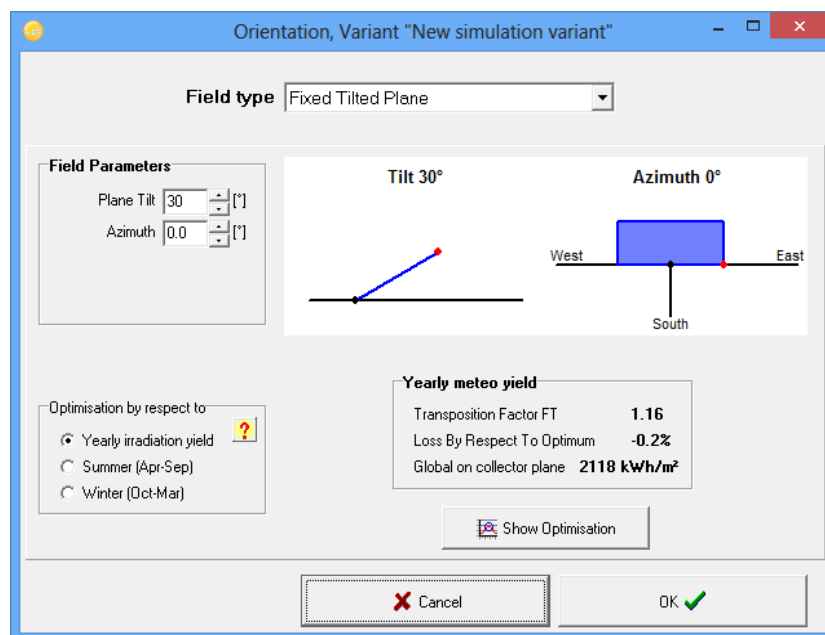 Orientation, Variant "New simulation variant"
Field type Fixed Tilted Plane
Field Parameters
Plane Tilt 30 [°]
Azimuth 0.0 [°]
Tilt 30°
Azimuth 0°
West
East
South
Optimisation by respect to
Yearly irradiation yield
Summer (Apr-Sep)
Winter (Oct-Mar)
?
Yearly meteo yield
Transposition Factor FT 1.16
Loss By Respect To Optimum -0.2%
Global on collector plane 2118 kWh/m²
Show Optimisation
Cancel
OK